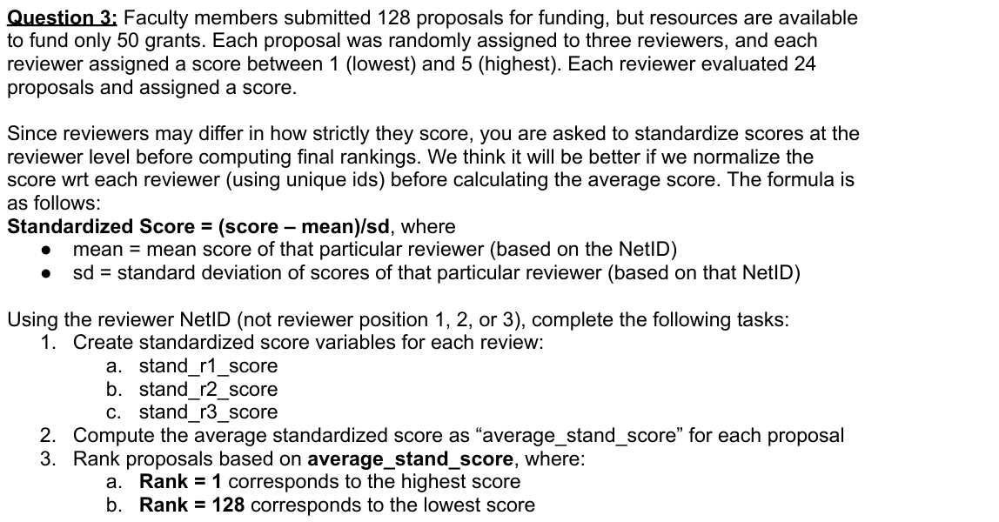 Question 3: Faculty members submitted 128 proposals for funding, but resources are available
to fund only 50 grants. Each proposal was randomly assigned to three reviewers, and each
reviewer assigned a score between 1 (lowest) and 5 (highest). Each reviewer evaluated 24
proposals and assigned a score.
Since reviewers may differ in how strictly they score, you are asked to standardize scores at the
reviewer level before computing final rankings. We think it will be better if we normalize the
score wrt each reviewer (using unique ids) before calculating the average score. The formula is
as follows:
Standardized Score = (score – mean)/sd, where
● mean = mean score of that particular reviewer (based on the NetID)
● sd = standard deviation of scores of that particular reviewer (based on that NetID)
Using the reviewer NetID (not reviewer position 1, 2, or 3), complete the following tasks:
1. Create standardized score variables for each review:
a. stand_r1_score
b. stand_r2_score
c. stand_r3_score
2. Compute the average standardized score as “average_stand_score” for each proposal
3. Rank proposals based on average_stand_score, where:
a. Rank = 1 corresponds to the highest score
b. Rank = 128 corresponds to the lowest score